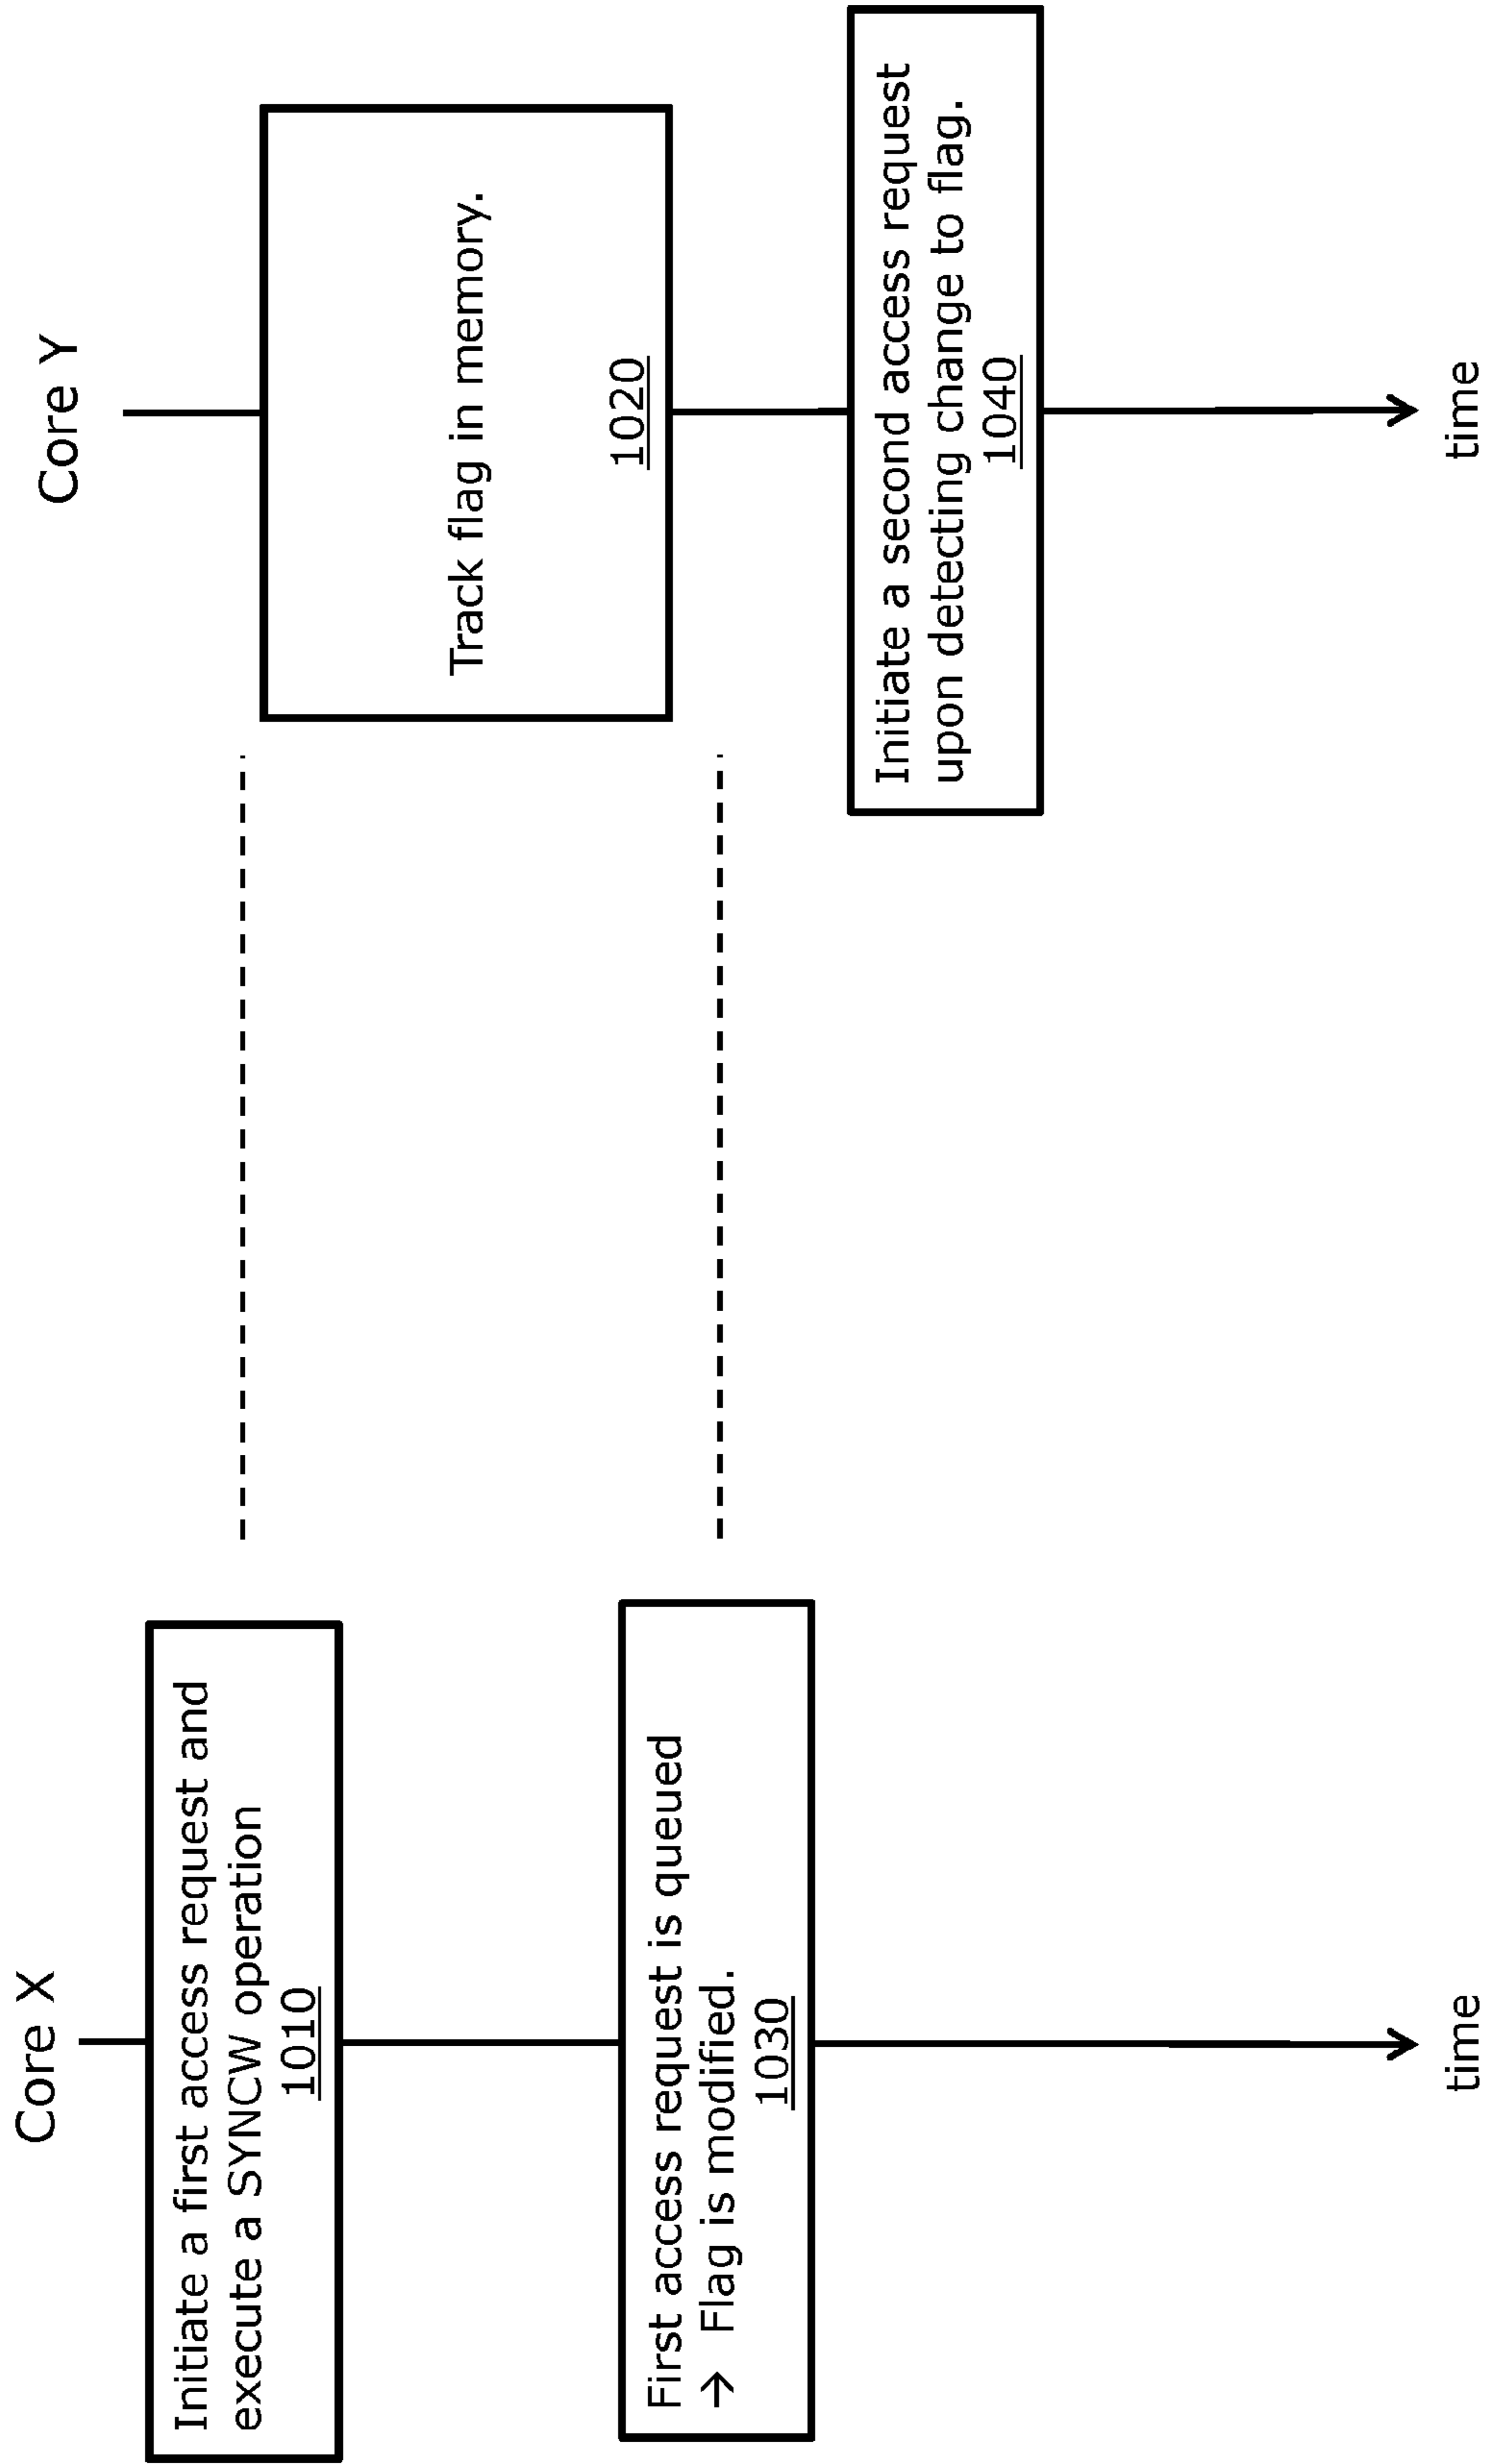 Core X
Initiate a first access request and
execute a SYNCW operation
1010
First access request is queued
→ Flag is modified.
1030
time
Core Y
Track flag in memory.
1020
Initiate a second access request
upon detecting change to flag.
1040
time